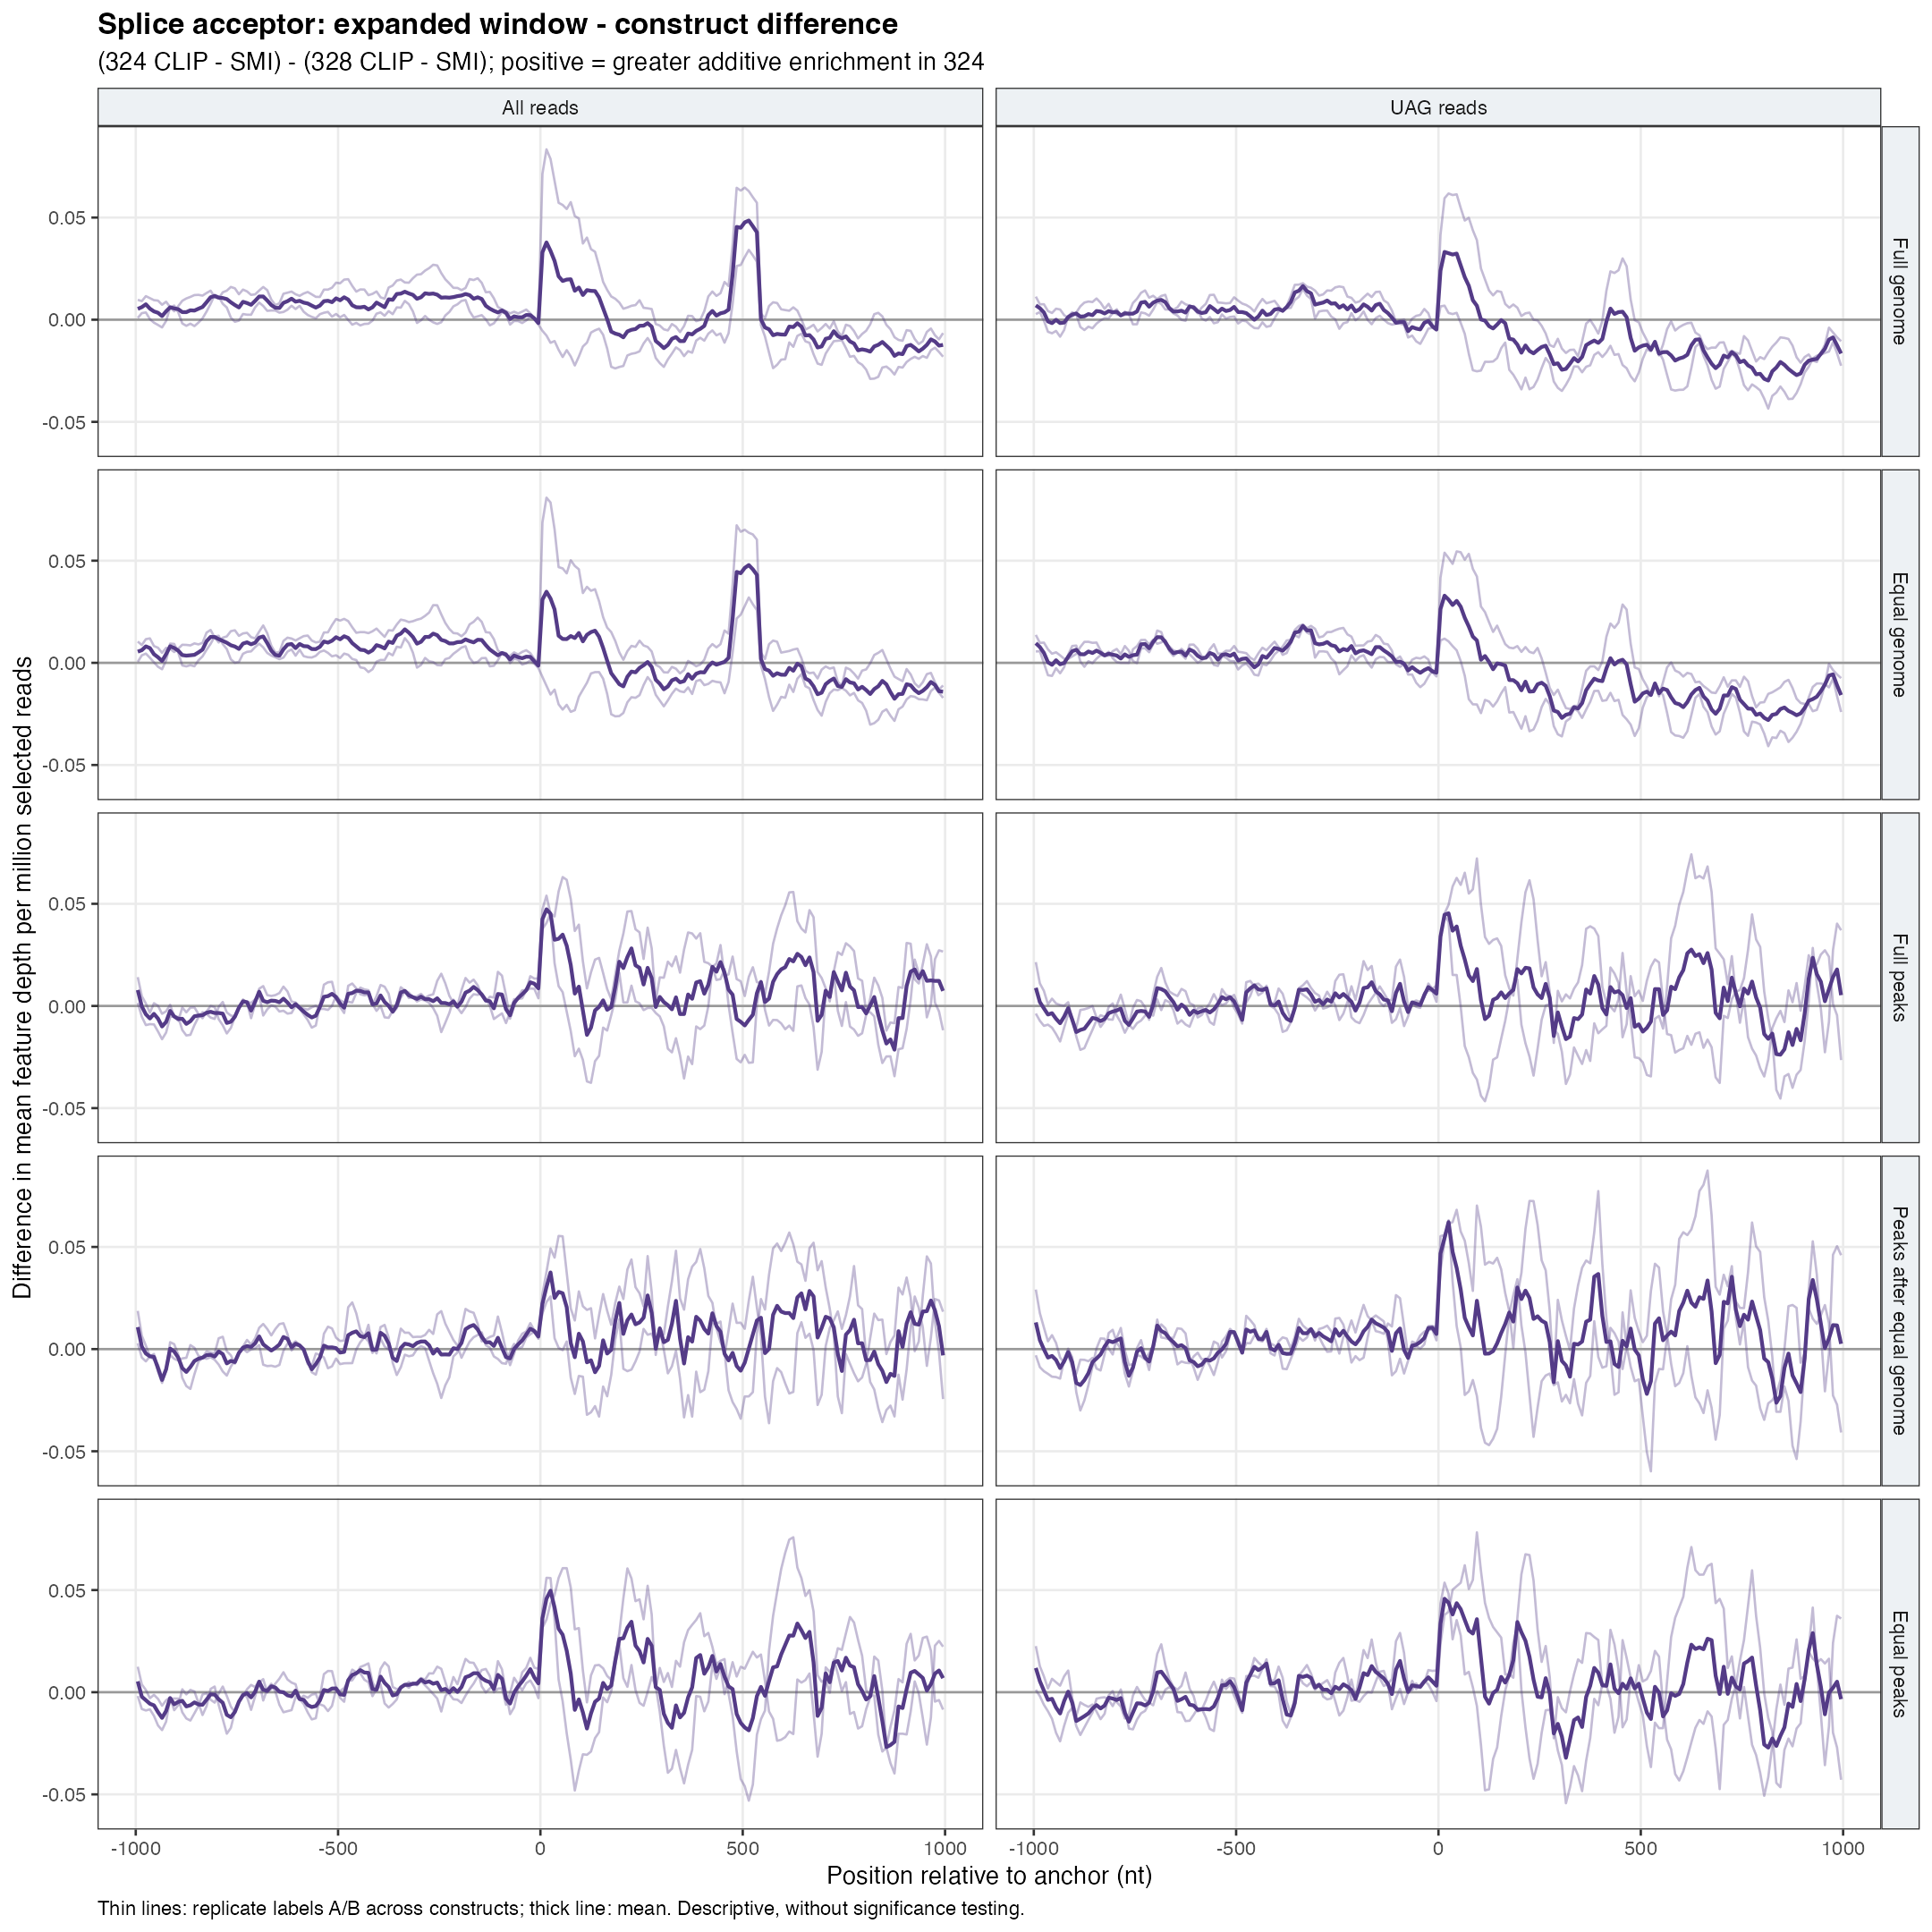 Splice acceptor: expanded window - construct difference
(324 CLIP - SMI) - (328 CLIP - SMI); positive = greater additive enrichment in 324
All reads
UAG reads
0.05
0.00
-0.05
Full genome
0.05
0.00
-0.05
Equal genome
0.05
0.00
-0.05
Full peaks
0.05
0.00
-0.05
Peaks after equal genome
0.05
0.00
-0.05
Equal peaks
Difference in mean feature depth per million selected reads
-1000
-500
0
500
1000
-1000
-500
0
500
1000
Position relative to anchor (nt)
Thin lines: replicate labels A/B across constructs; thick line: mean. Descriptive, without significance testing.